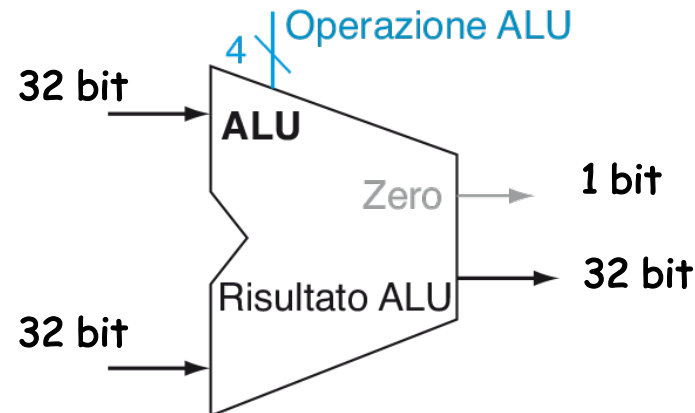 Operazione ALU
4
32 bit
ALU
Zero
1 bit
32 bit
Risultato ALU
32 bit